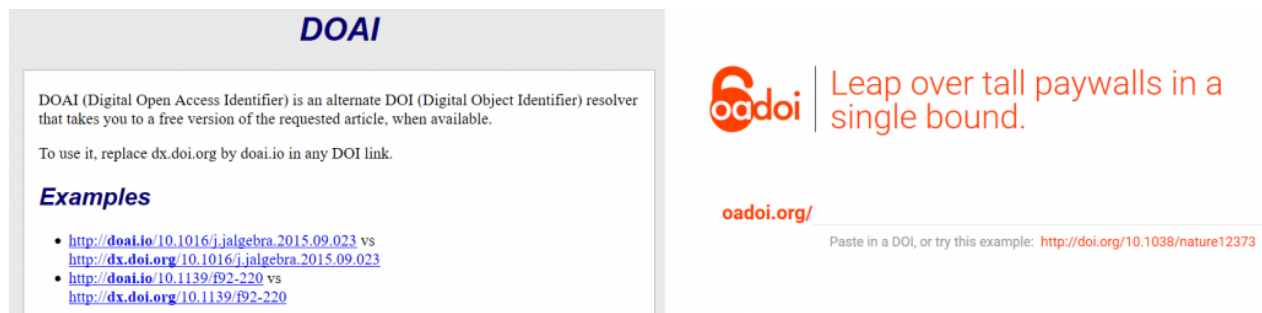 DOAI
DOAI (Digital Open Access Identifier) is an alternate DOI (Digital Object Identifier) resolver
that takes you to a free version of the requested article, when available.
To use it, replace dx.doi.org by doai.io in any DOI link.
Examples
• http://doai.io/10.1016/j.jalgebra.2015.09.023 vs
http://dx.doi.org/10.1016/j.jalgebra.2015.09.023
• http://doai.io/10.1139/f92-220 vs
http://dx.doi.org/10.1139/f92-220
oadoi
Leap over tall paywalls in a
single bound.
oadoi.org/
Paste in a DOI, or try this example: http://doi.org/10.1038/nature12373